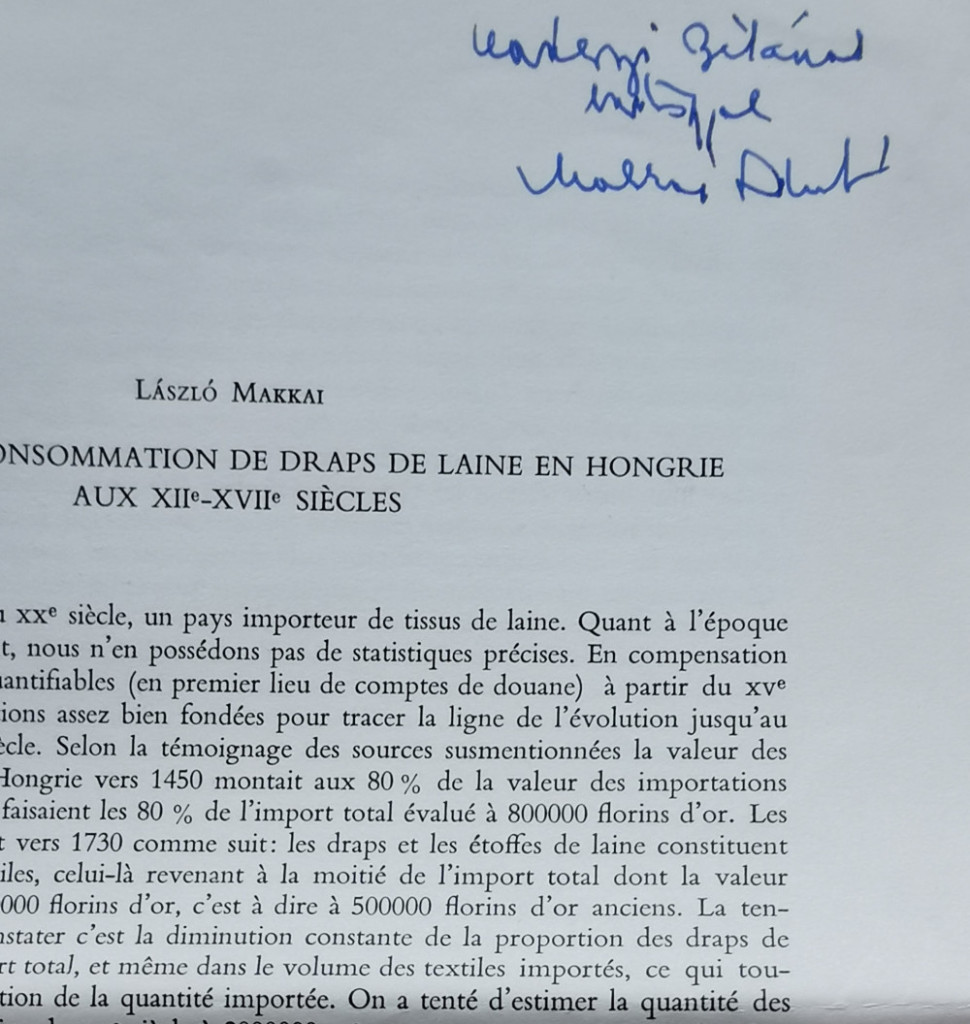 Zitának
Makkai
LÁSZLÓ MAKKAI
ONSOMMATION DE DRAPS DE LAINE EN HONGRIE
AUX XIIe-XVIIe SIÈCLES
u XXe siècle, un pays importeur de tissus de laine. Quant à l'époque
t, nous n'en possédons pas de statistiques précises. En compensation
uantifiables (en premier lieu de comptes de douane) à partir du XVe
ions assez bien fondées pour tracer la ligne de l'évolution jusqu'au
ècle. Selon la témoignage des sources susmentionnées la valeur des
Hongrie vers 1450 montait aux 80 % de la valeur des importations
faisaient les 80 % de l'import total évalué à 800000 florins d'or. Les
t vers 1730 comme suit: les draps et les étoffes de laine constituent
iles, celui-là revenant à la moitié de l'import total dont la valeur
000 florins d'or, c'est à dire à 500000 florins d'or anciens. La ten-
nstater c'est la diminution constante de la proportion des draps de
rt total, et même dans le volume des textiles importés, ce qui tou-
tion de la quantité importée. On a tenté d'estimer la quantité des